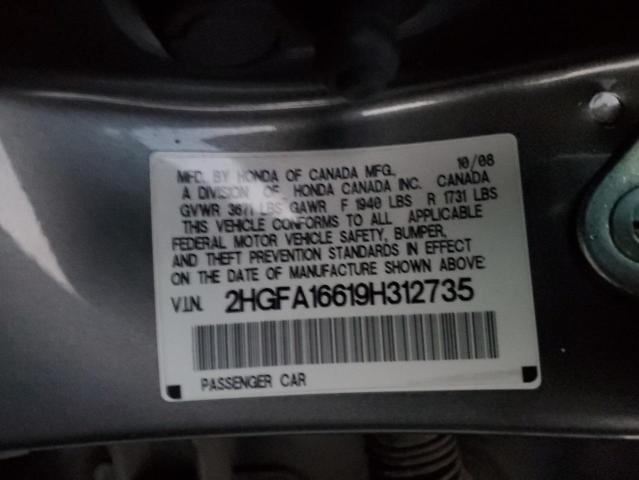 MFD. BY HONDA OF CANADA MFG., 10/08
A DIVISION OF HONDA CANADA INC. CANADA
GVWR 3671 LBS GAWR F 1940 LBS R 1731 LBS
THIS VEHICLE CONFORMS TO ALL APPLICABLE
FEDERAL MOTOR VEHICLE SAFETY, BUMPER,
AND THEFT PREVENTION STANDARDS IN EFFECT
ON THE DATE OF MANUFACTURE SHOWN ABOVE.
V.I.N. 2HGFA16619H312735
PASSENGER CAR